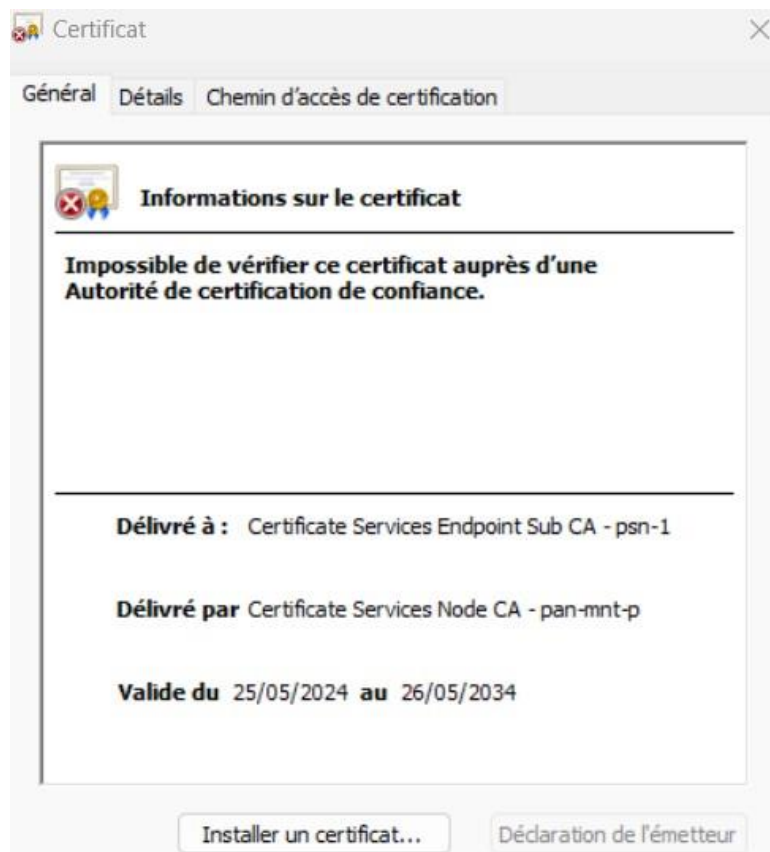 Certificat
Général Détails Chemin d’accès de certification
Informations sur le certificat
Impossible de vérifier ce certificat auprès d’une
Autorité de certification de confiance.
Délivré à : Certificate Services Endpoint Sub CA - psn-1
Délivré par Certificate Services Node CA - pan-mnt-p
Valide du 25/05/2024 au 26/05/2034
Installer un certificat... Déclaration de l'émetteur